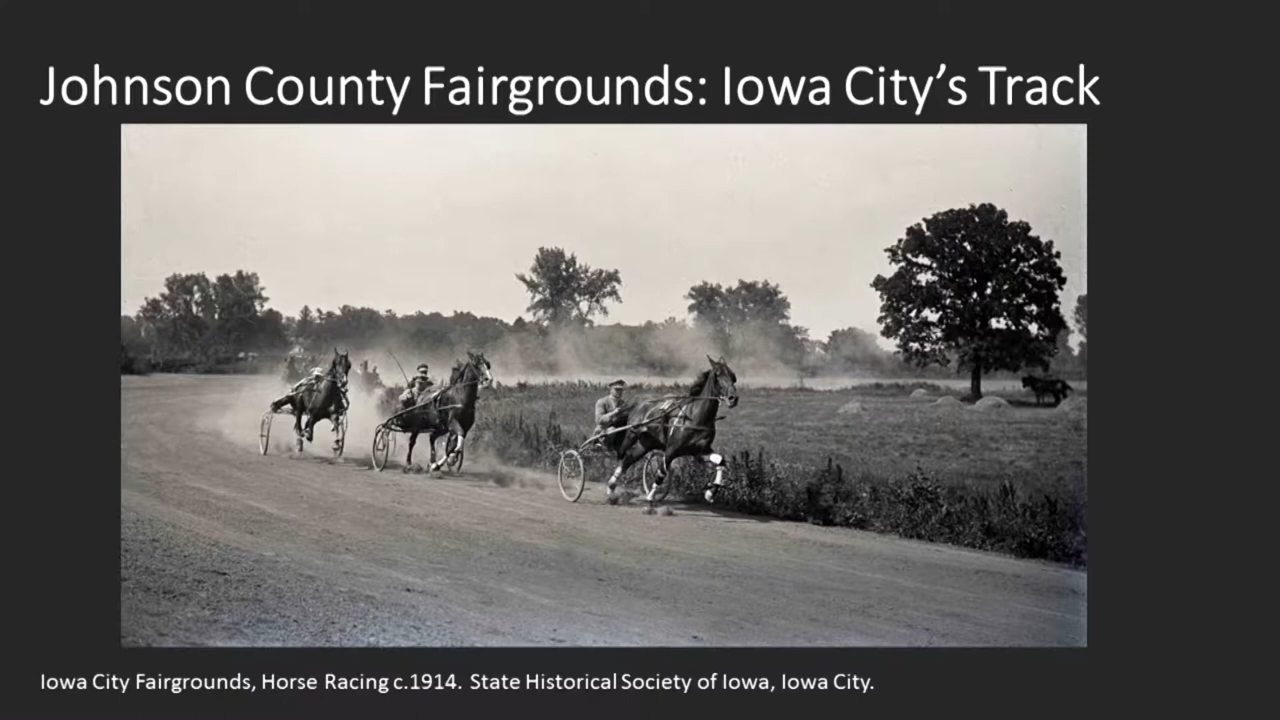 Johnson County Fairgrounds: Iowa City’s Track
Iowa City Fairgrounds, Horse Racing c.1914. State Historical Society of Iowa, Iowa City.